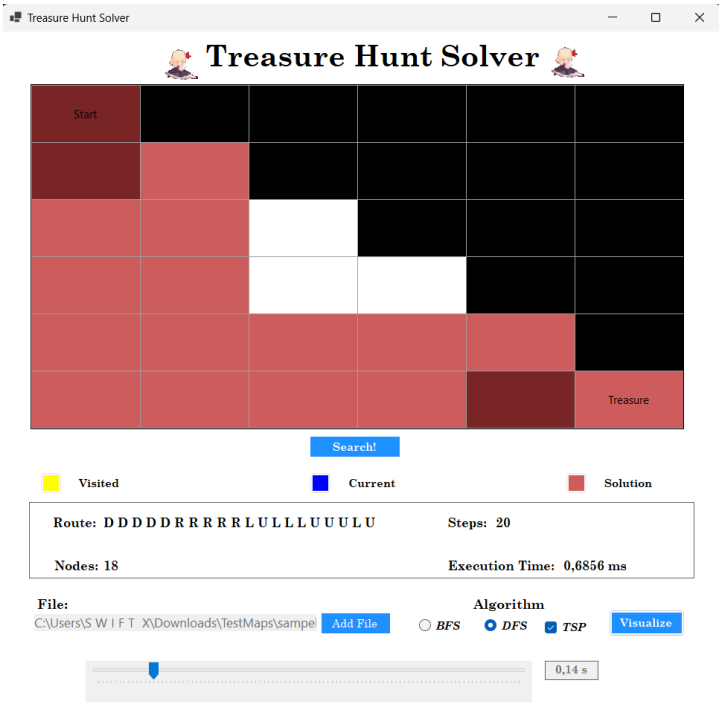 Treasure Hunt Solver
Treasure Hunt Solver
Start
Treasure
Search!
Visited
Current
Solution
Route: D D D D D R R R R R L U L L L U U U L U
Steps: 20
Nodes: 18
Execution Time: 0,6856 ms
File:
Algorithm
C:\Users\S W I F T X\Downloads\TestMaps\sampel
Add File
BFS
DFS
TSP
Visualize
0,14 s